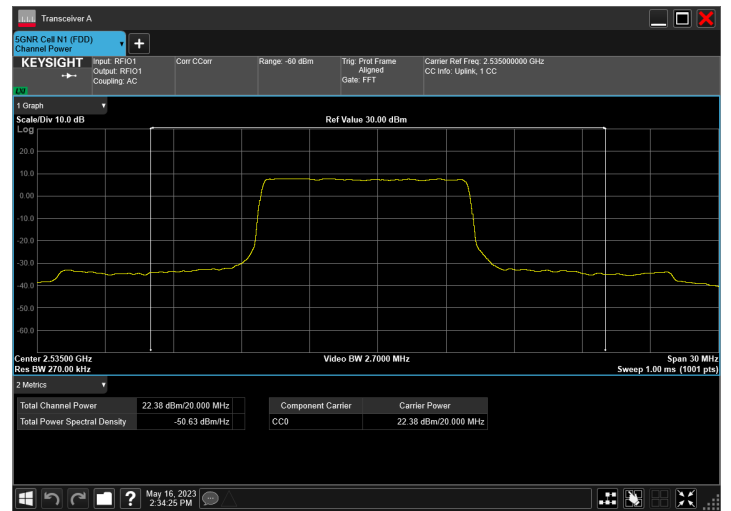 Transceiver A
5GNR Cell N1 (FDD)
Channel Power
KEYSIGHT
Input: RFIO1
Output: RFIO1
Coupling: AC
Corr CCorr
Range: -60 dBm
Trig: Prot Frame
Aligned
Gate: FFT
Carrier Ref Freq: 2.535000000 GHz
CC Info: Uplink, 1 CC
LXI
1 Graph
Scale/Div 10.0 dB
Ref Value 30.00 dBm
Log
20.0
10.0
0.00
-10.0
-20.0
-30.0
-40.0
-50.0
-60.0
Center 2.53500 GHz
Video BW 2.7000 MHz
Span 30 MHz
Res BW 270.00 kHz
Sweep 1.00 ms (1001 pts)
2 Metrics
Total Channel Power 22.38 dBm/20.000 MHz
Total Power Spectral Density -50.63 dBm/Hz
Component Carrier Carrier Power
CC0 22.38 dBm/20.000 MHz
?
May 16, 2023
2:34:25 PM